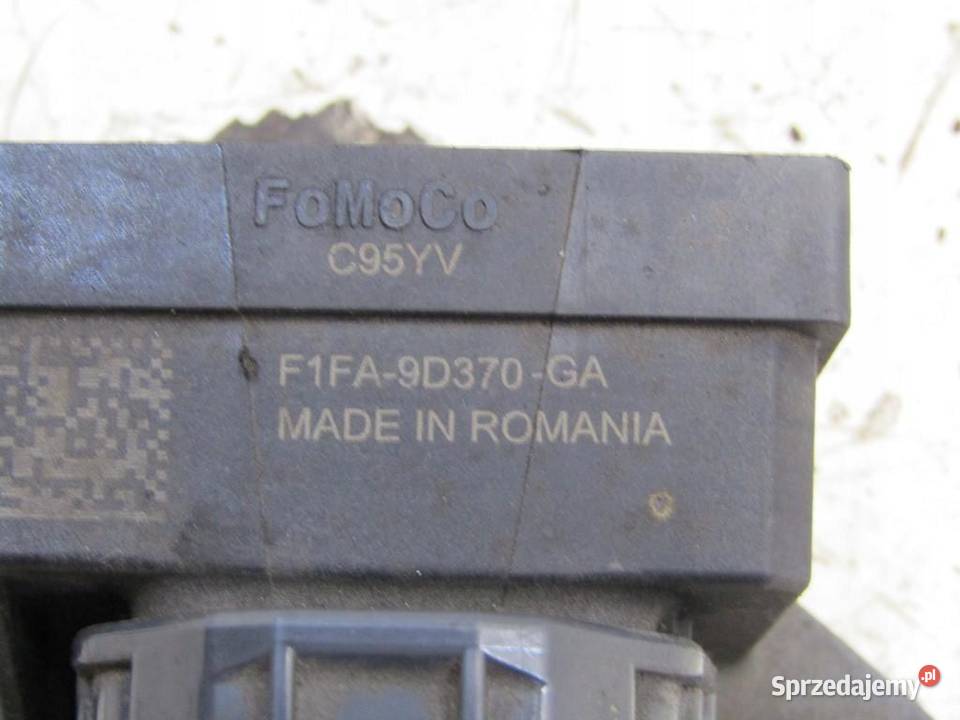 FoMoCo
C95YV
F1FA-9D370-GA
MADE IN ROMANIA
Sprzedajemy.pl